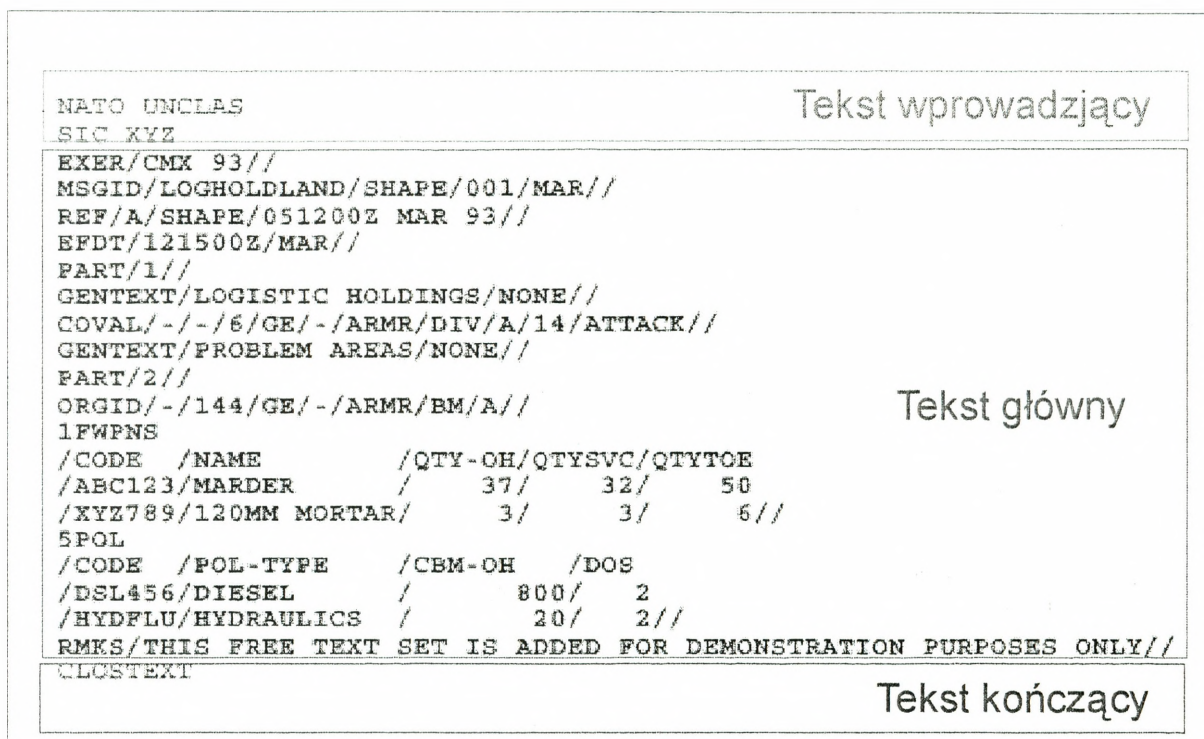 NATO UNCLAS
Tekst wprowadzjący
SIC XYZ
EXER/CMX 93//
MSGID/LOGHOLDLAND/SHAPE/001/MAR//
REF/A/SHAPE/051200Z MAR 93//
EFDT/121500Z/MAR//
PART/1//
GENTEXT/LOGISTIC HOLDINGS/NONE//
COVAL/-/-/6/GE/-/ARMR/DIV/A/14/ATTACK//
GENTEXT/PROBLEM AREAS/NONE//
PART/2//
ORGID/-/144/GE/-/ARMR/BM/A//
Tekst główny
1FWPNS
/CODE /NAME /QTY-OH/QTYSVC/QTYTOE
/ABC123/MARDER / 37/ 32/ 50
/XYZ789/120MM MORTAR/ 3/ 3/ 6//
5POL
/CODE /POL-TYPE /CBM-OH /DOS
/DSL456/DIESEL / 800/ 2
/HYDFLU/HYDRAULICS / 20/ 2//
RMKS/THIS FREE TEXT SET IS ADDED FOR DEMONSTRATION PURPOSES ONLY//
CLOSTEXT
Tekst kończący